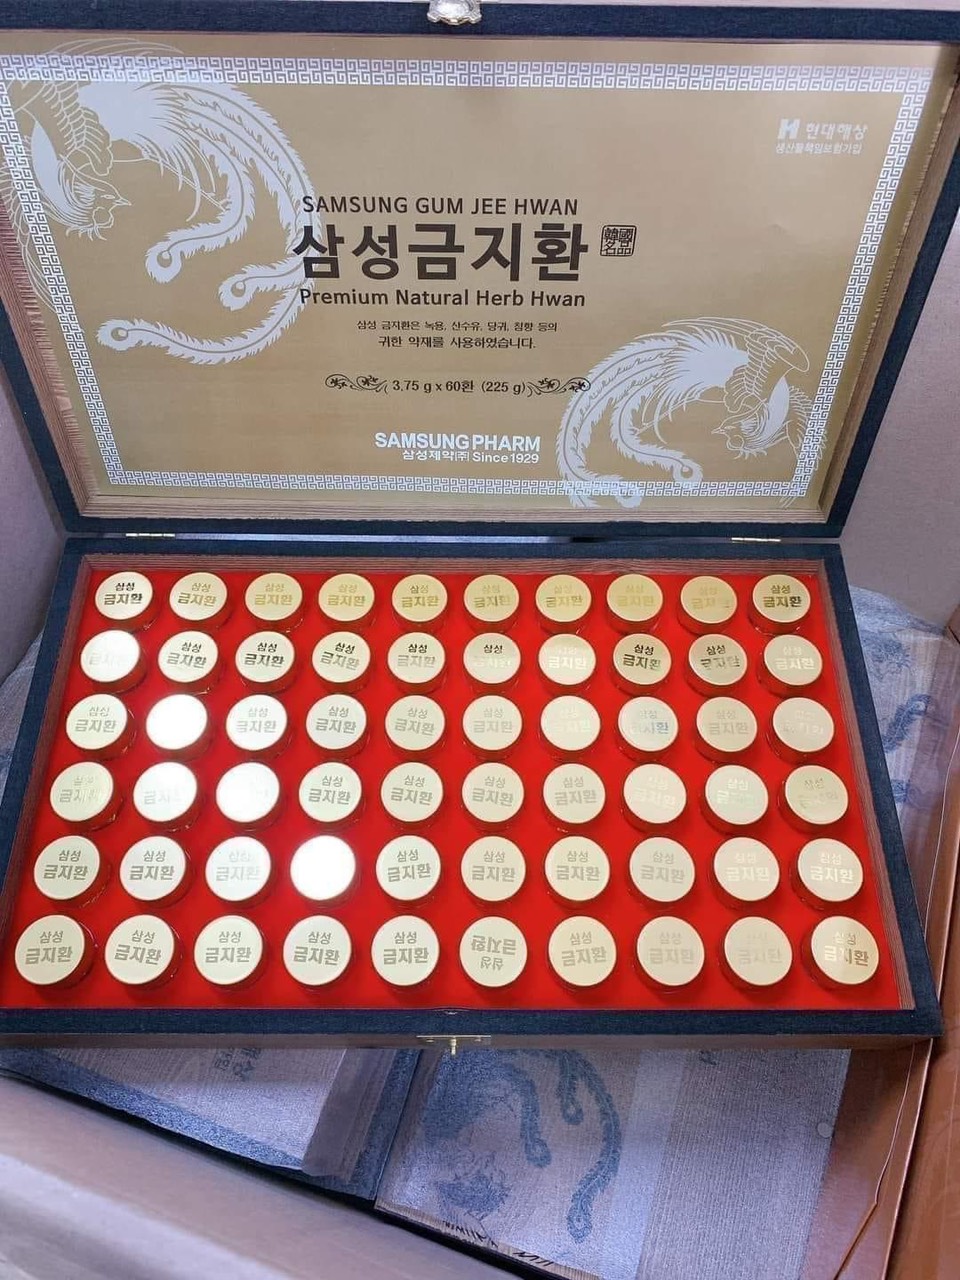 현대해상
생산물책임보험가입
SAMSUNG GUM JEE HWAN
삼성금지환
韓國名品
Premium Natural Herb Hwan
삼성 금지환은 녹용, 산수유, 당귀, 침향 등의
귀한 약재를 사용하였습니다.
3.75 g x 60환 (225 g)
SAMSUNG PHARM
삼성제약(주) Since 1929
삼성
금지환